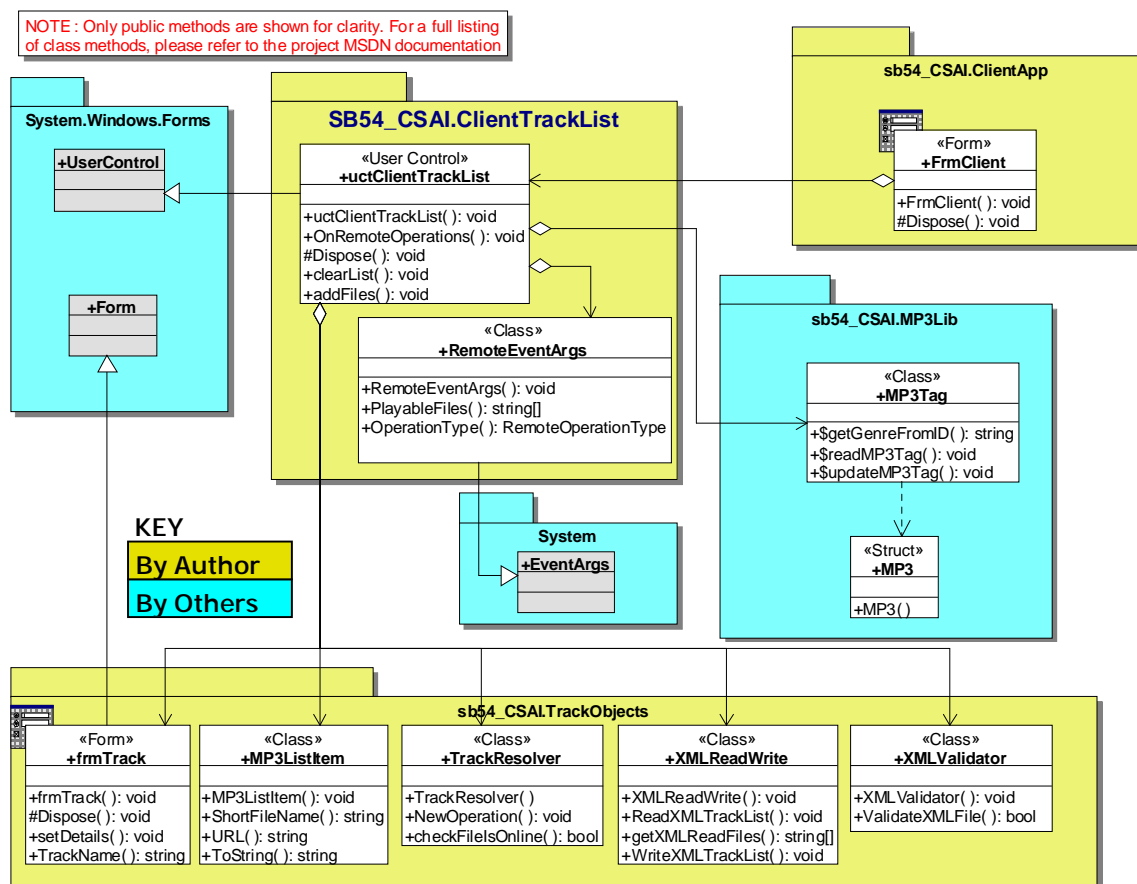 NOTE : Only public methods are shown for clarity. For a full listing
of class methods, please refer to the project MSDN documentation
System.Windows.Forms
+UserControl
+Form
SB54_CSAI.ClientTrackList
«User Control»
+uctClientTrackList
+uctClientTrackList( ): void
+OnRemoteOperations( ): void
#Dispose( ): void
+clearList( ): void
+addFiles( ): void
«Class»
+RemoteEventArgs
+RemoteEventArgs( ): void
+PlayableFiles( ): string[]
+OperationType( ): RemoteOperationType
sb54_CSAI.ClientApp
«Form»
+FrmClient
+FrmClient( ): void
#Dispose( ): void
sb54_CSAI.MP3Lib
«Class»
+MP3Tag
+$getGenreFromID( ): string
+$readMP3Tag( ): void
+$updateMP3Tag( ): void
«Struct»
+MP3
+MP3( )
System
+EventArgs
KEY
By Author
By Others
sb54_CSAI.TrackObjects
«Form»
+frmTrack
+frmTrack( ): void
#Dispose( ): void
+setDetails( ): void
+TrackName( ): string
«Class»
+MP3ListItem
+MP3ListItem( ): void
+ShortFileName( ): string
+URL( ): string
+ToString( ): string
«Class»
+TrackResolver
+TrackResolver( )
+NewOperation( ): void
+checkFileIsOnline( ): bool
«Class»
+XMLReadWrite
+XMLReadWrite( ): void
+ReadXMLTrackList( ): void
+getXMLReadFiles( ): string[]
+WriteXMLTrackList( ): void
«Class»
+XMLValidator
+XMLValidator( ): void
+ValidateXMLFile( ): bool